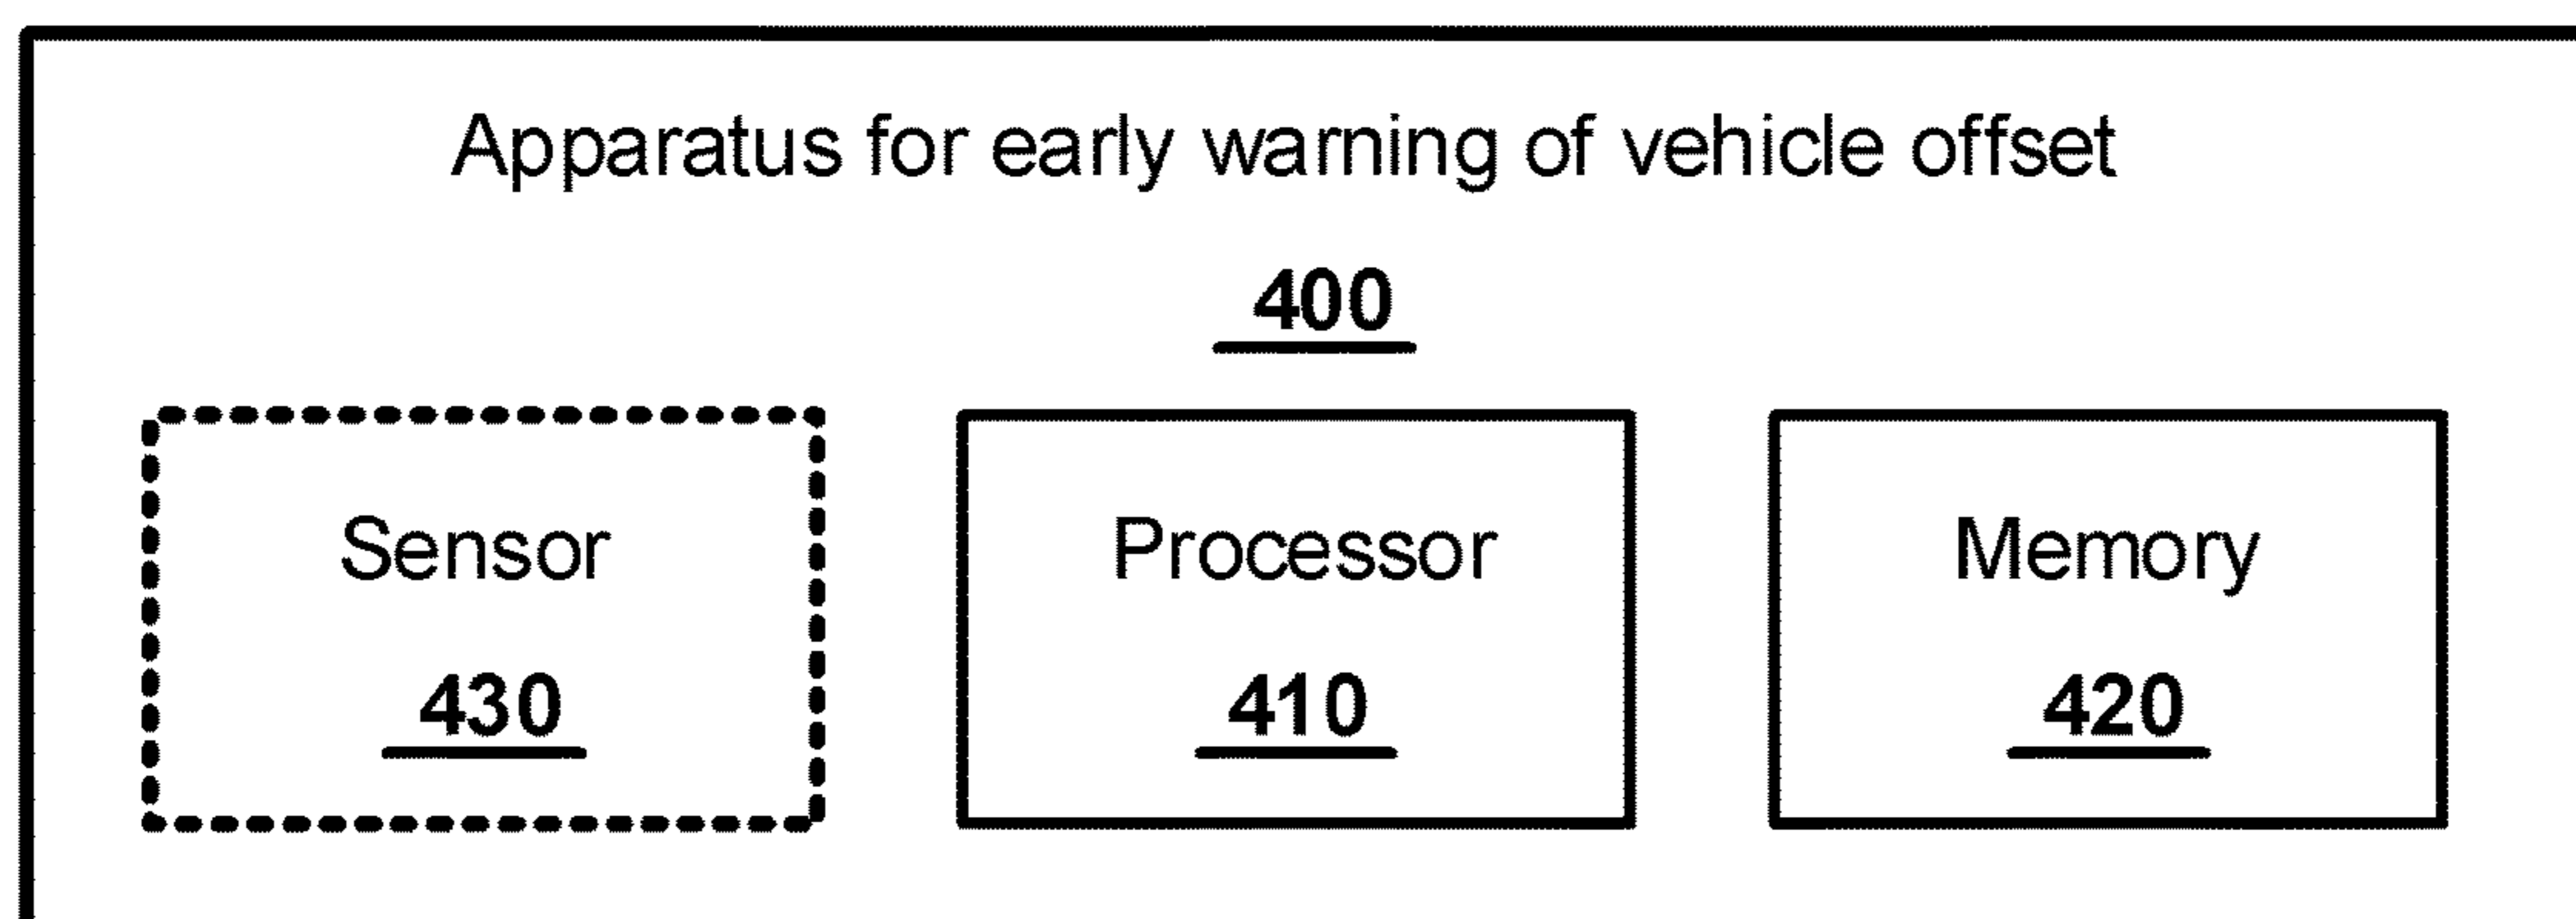 Apparatus for early warning of vehicle offset
400
Sensor
430
Processor
410
Memory
420